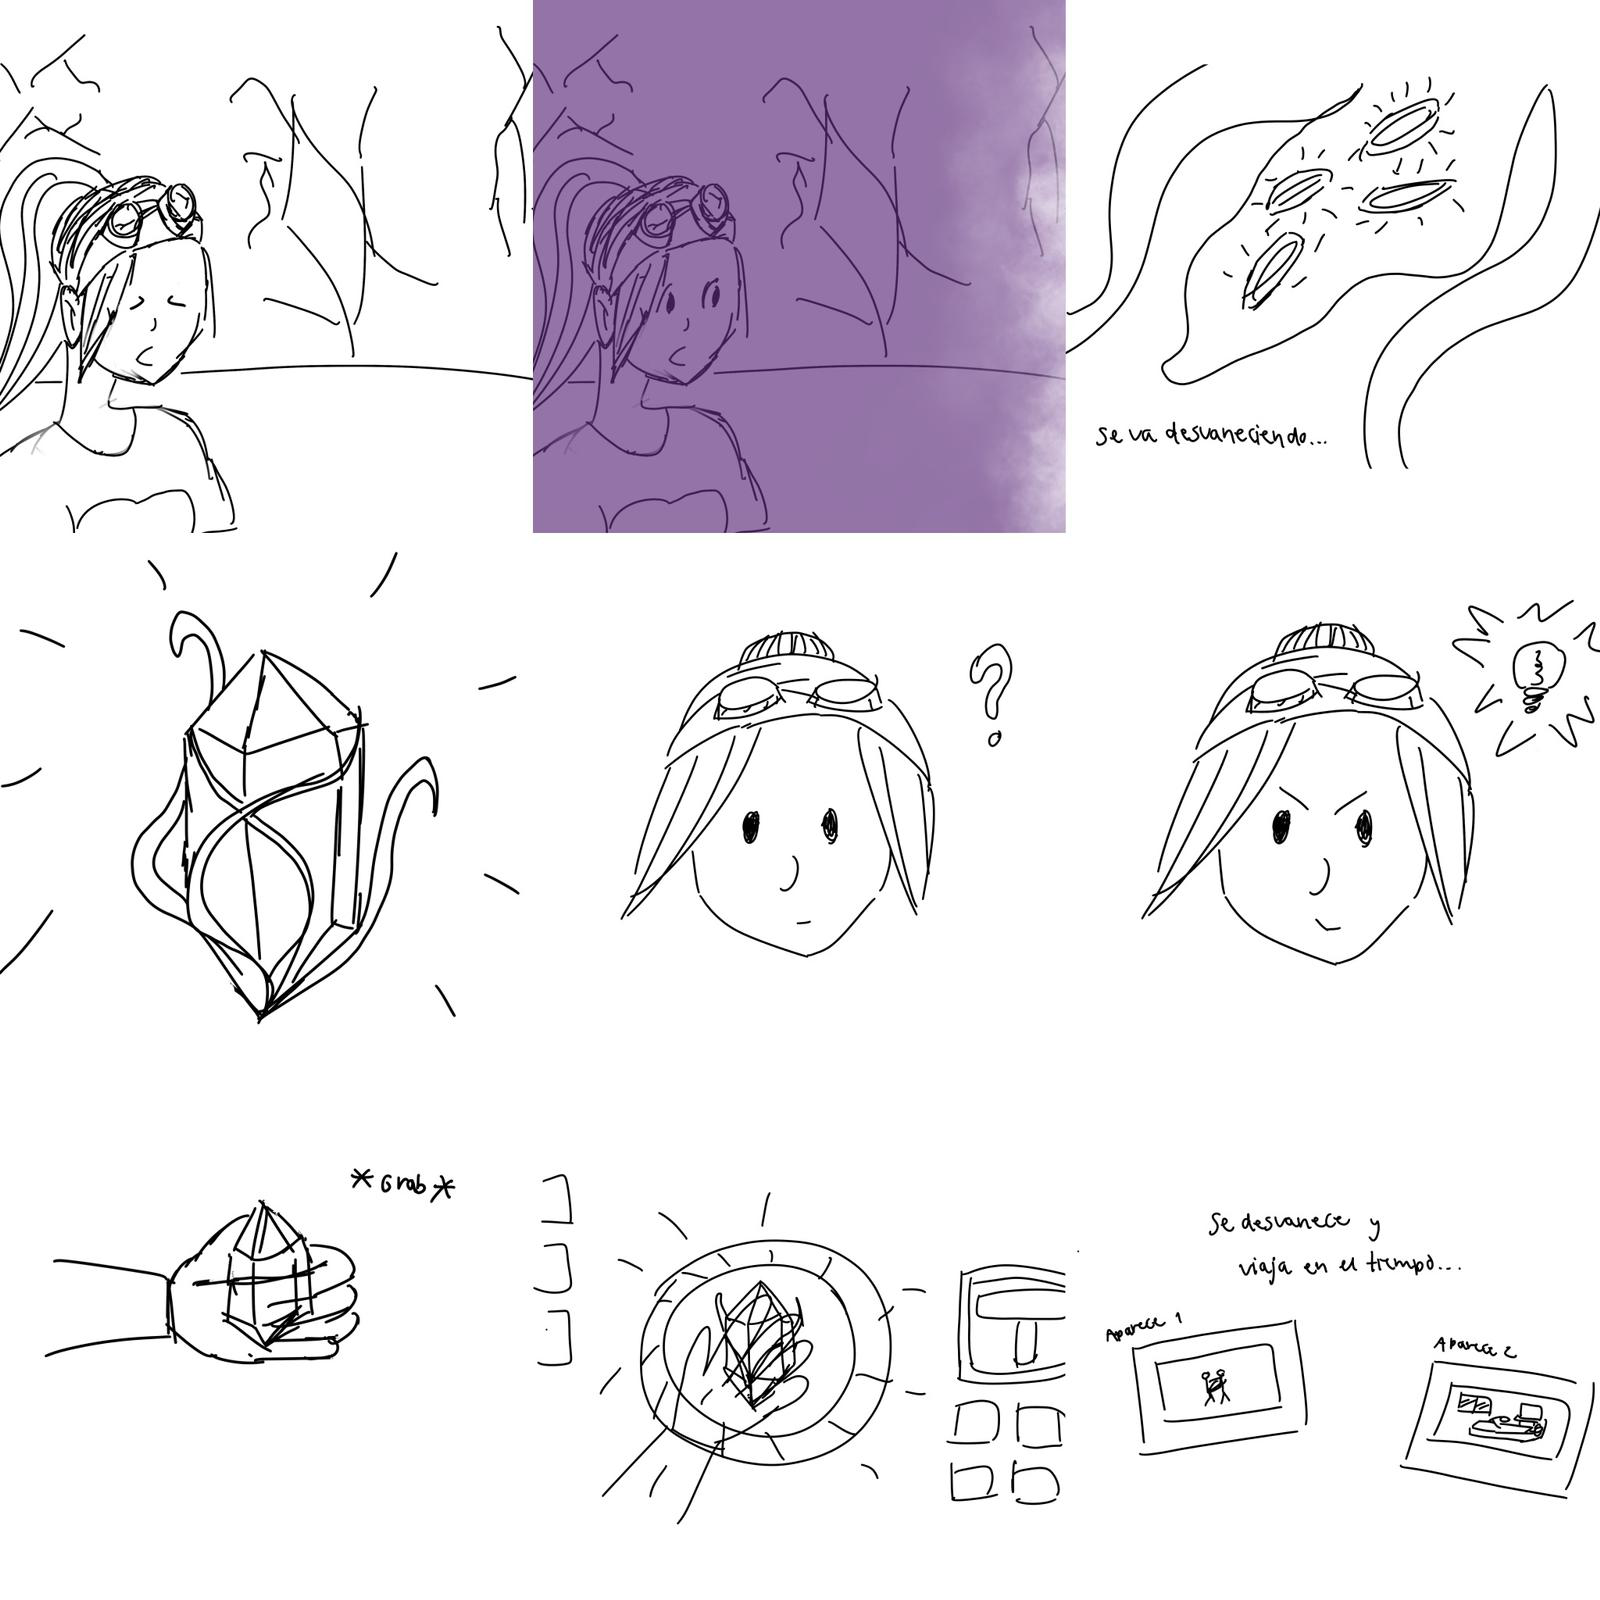 Se va desvaneciendo...
*Grab*
Se desvanece y
viaja en el tiempo...
Aparece 1
Aparece 2